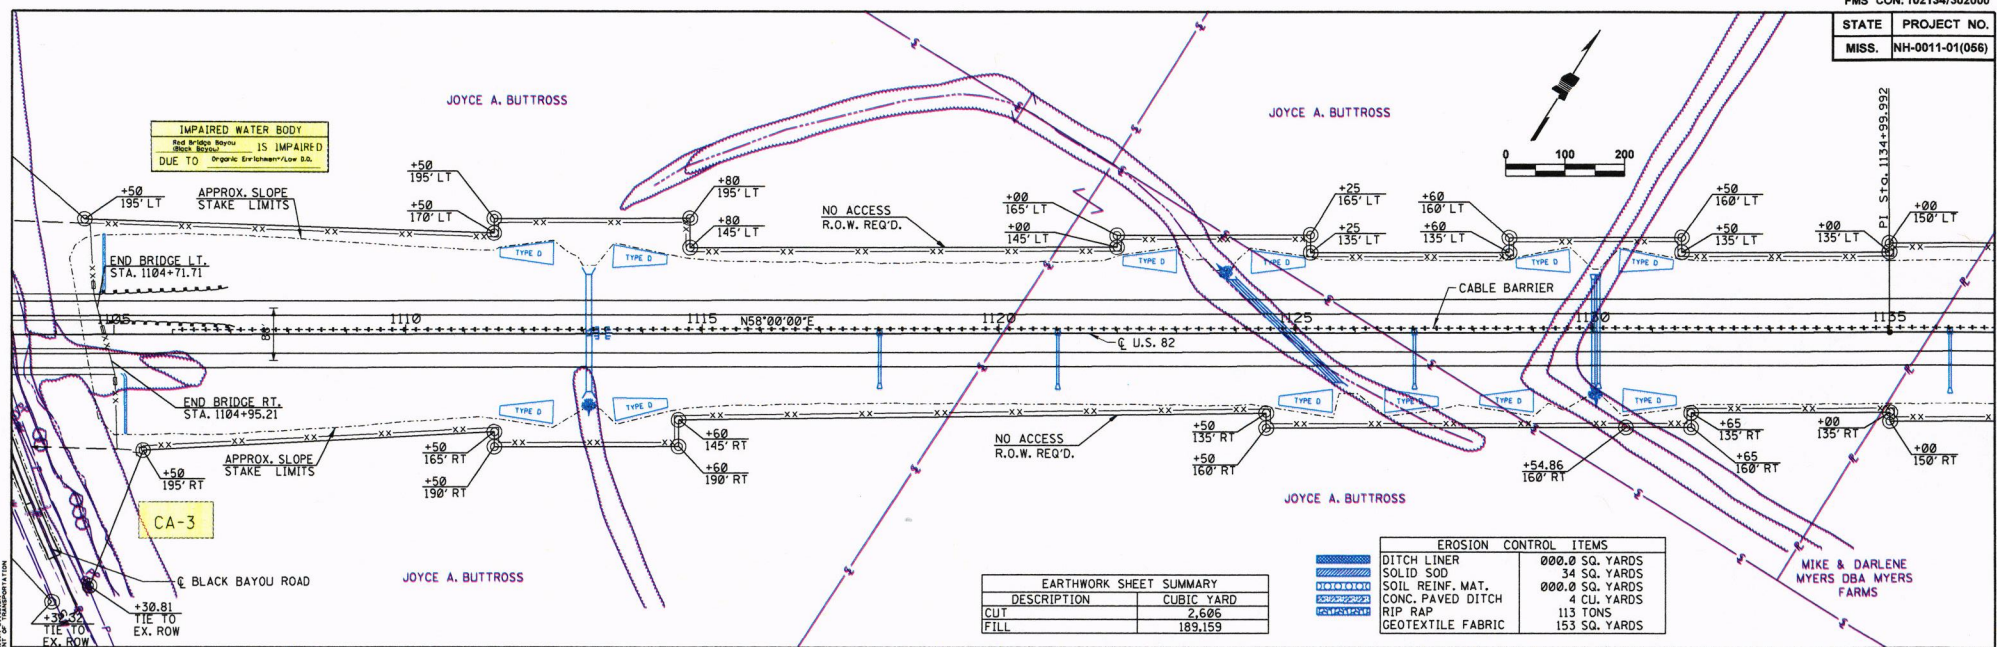 FMS CON. 102134/302000
STATE PROJECT NO.
MISS. NH-0011-01(056)
JOYCE A. BUTTROSS
JOYCE A. BUTTROSS
IMPAIRED WATER BODY
Red Bridge Bayou
(Black Bayou) IS IMPAIRED
DUE TO Organic Enrichment/Low D.O.
0 100 200
PI Sta. 1134+99.992
+50
195' LT
APPROX. SLOPE
STAKE LIMITS
+50
195' LT
+50
170' LT
+80
195' LT
+80
145' LT
NO ACCESS
R.O.W. REQ'D.
+00
165' LT
+00
145' LT
+25
165' LT
+25
135' LT
+60
160' LT
+60
135' LT
+50
160' LT
+50
135' LT
+00
135' LT
+00
150' LT
TYPE D
TYPE D
TYPE D
TYPE D
TYPE D
TYPE D
END BRIDGE LT.
STA. 1104+71.71
CABLE BARRIER
1105
1110
1115
N58°00'00"E
1120
1125
1130
1135
88'
℄ U.S. 82
END BRIDGE RT.
STA. 1104+95.21
TYPE D
TYPE D
TYPE D
TYPE D
TYPE D
TYPE D
+50
195' RT
APPROX. SLOPE
STAKE LIMITS
+50
165' RT
+50
190' RT
+60
145' RT
+60
190' RT
NO ACCESS
R.O.W. REQ'D.
+50
135' RT
+50
160' RT
+54.86
160' RT
+65
135' RT
+65
160' RT
+00
135' RT
+00
150' RT
CA-3
JOYCE A. BUTTROSS
JOYCE A. BUTTROSS
℄ BLACK BAYOU ROAD
+30.81
TIE TO
EX. ROW
TIE TO
EX. ROW
EARTHWORK SHEET SUMMARY
DESCRIPTION CUBIC YARD
CUT 2,606
FILL 189,159
EROSION CONTROL ITEMS
DITCH LINER 000.0 SQ. YARDS
SOLID SOD 34 SQ. YARDS
SOIL REINF. MAT. 000.0 SQ. YARDS
CONC. PAVED DITCH 4 CU. YARDS
RIP RAP 113 TONS
GEOTEXTILE FABRIC 153 SQ. YARDS
MIKE & DARLENE
MYERS DBA MYERS
FARMS